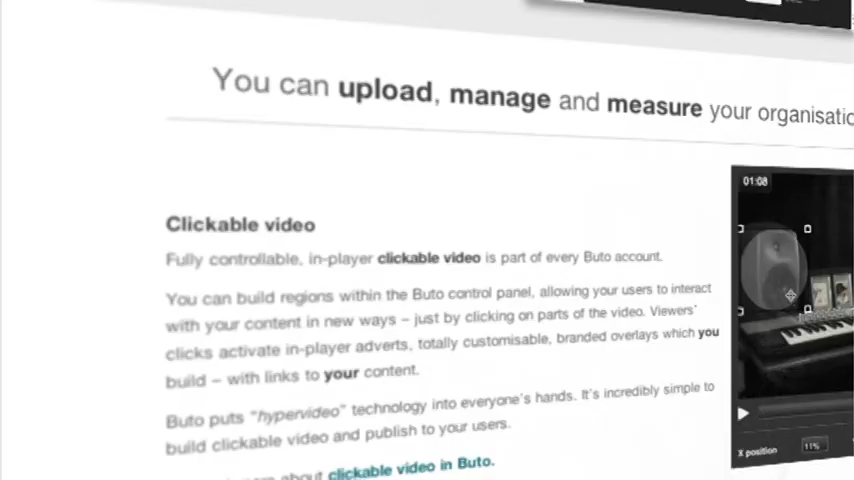 You can upload, manage and measure your organisatio
01:08
Clickable video
Fully controllable, in-player clickable video is part of every Buto account.
You can build regions within the Buto control panel, allowing your users to interact
with your content in new ways – just by clicking on parts of the video. Viewers'
clicks activate in-player adverts, totally customisable, branded overlays which you
build – with links to your content.
Buto puts "hypervideo" technology into everyone's hands. It's incredibly simple to
build clickable video and publish to your users.
about clickable video in Buto.
X position 11%